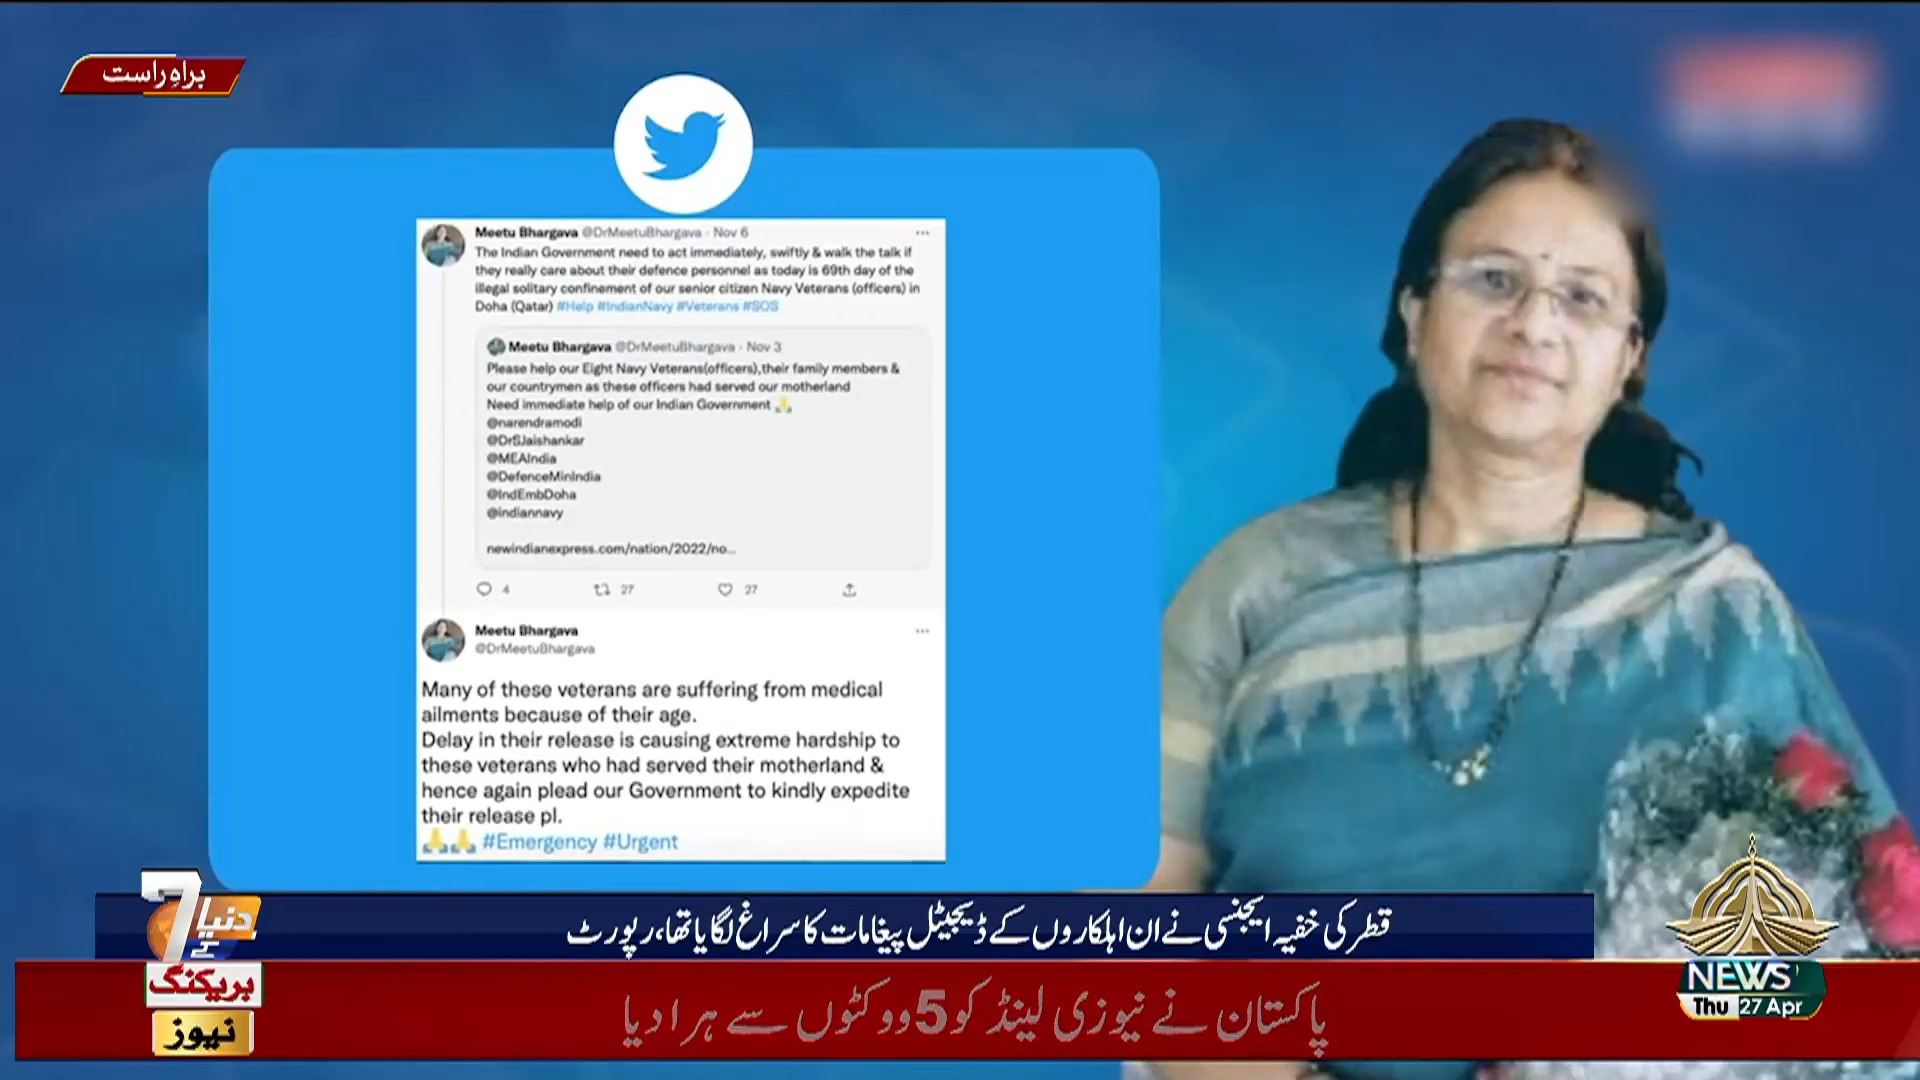 براہِ راست
Meetu Bhargava @DrMeetuBhargava · Nov 6
The Indian Government need to act immediately, swiftly & walk the talk if
they really care about their defence personnel as today is 69th day of the
illegal solitary confinement of our senior citizen Navy Veterans (officers) in
Doha (Qatar) #Help #IndianNavy #Veterans #SOS
Meetu Bhargava @DrMeetuBhargava · Nov 3
Please help our Eight Navy Veterans(officers),their family members &
our countrymen as these officers had served our motherland
Need immediate help of our Indian Government 🙏
@narendramodi
@DrSJaishankar
@MEAIndia
@DefenceMinIndia
@IndEmbDoha
@indiannavy
newindianexpress.com/nation/2022/no...
4 27 27
Meetu Bhargava
@DrMeetuBhargava
Many of these veterans are suffering from medical
ailments because of their age.
Delay in their release is causing extreme hardship to
these veterans who had served their motherland &
hence again plead our Government to kindly expedite
their release pl.
🙏🙏 #Emergency #Urgent
دنیا
7
کے
قطر کی خفیہ ایجنسی نے ان اہلکاروں کے ڈیجیٹل پیغامات کا سراغ لگایا تھا، رپورٹ
بریکنگ
نیوز
پاکستان نے نیوزی لینڈ کو 5 وکٹوں سے ہرا دیا
NEWS
Thu 27 Apr